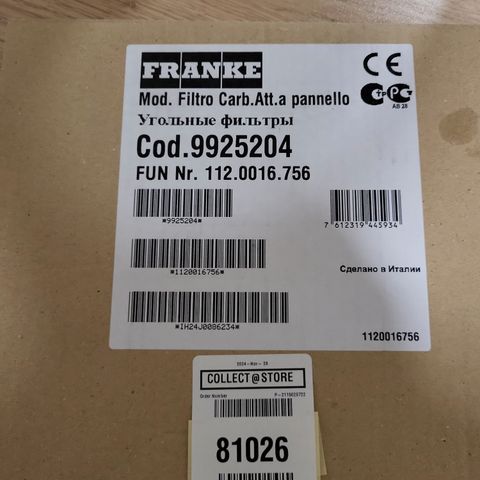 FRANKE
CE
Mod. Filtro Carb.Att.a pannello
АВ 28
Угольные фильтры
Cod.9925204
FUN Nr. 112.0016.756
*9925204*
7 612319 445934
*1120016756*
Сделано в Италии
*IH24J0086234*
1120016756
COLLECT@STORE
Order Number
81026